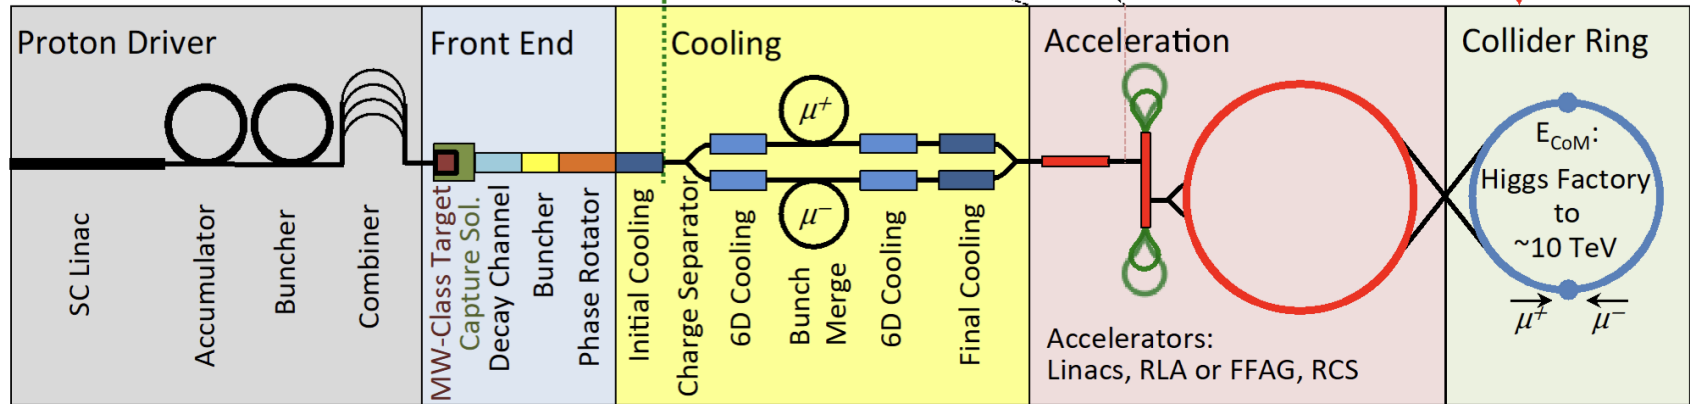 Proton Driver
SC Linac
Accumulator
Buncher
Combiner
Front End
MW-Class Target
Capture Sol.
Decay Channel
Buncher
Phase Rotator
Cooling
Initial Cooling
Charge Separator
6D Cooling
μ+
μ−
Bunch
Merge
6D Cooling
Final Cooling
Acceleration
Accelerators:
Linacs, RLA or FFAG, RCS
Collider Ring
E_CoM:
Higgs Factory
to
~10 TeV
μ+
μ−